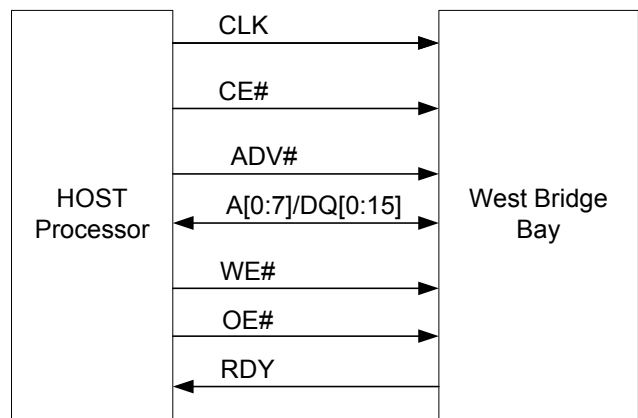 CLK
CE#
ADV#
A[0:7]/DQ[0:15]
HOST
Processor
West Bridge
Bay
WE#
OE#
RDY